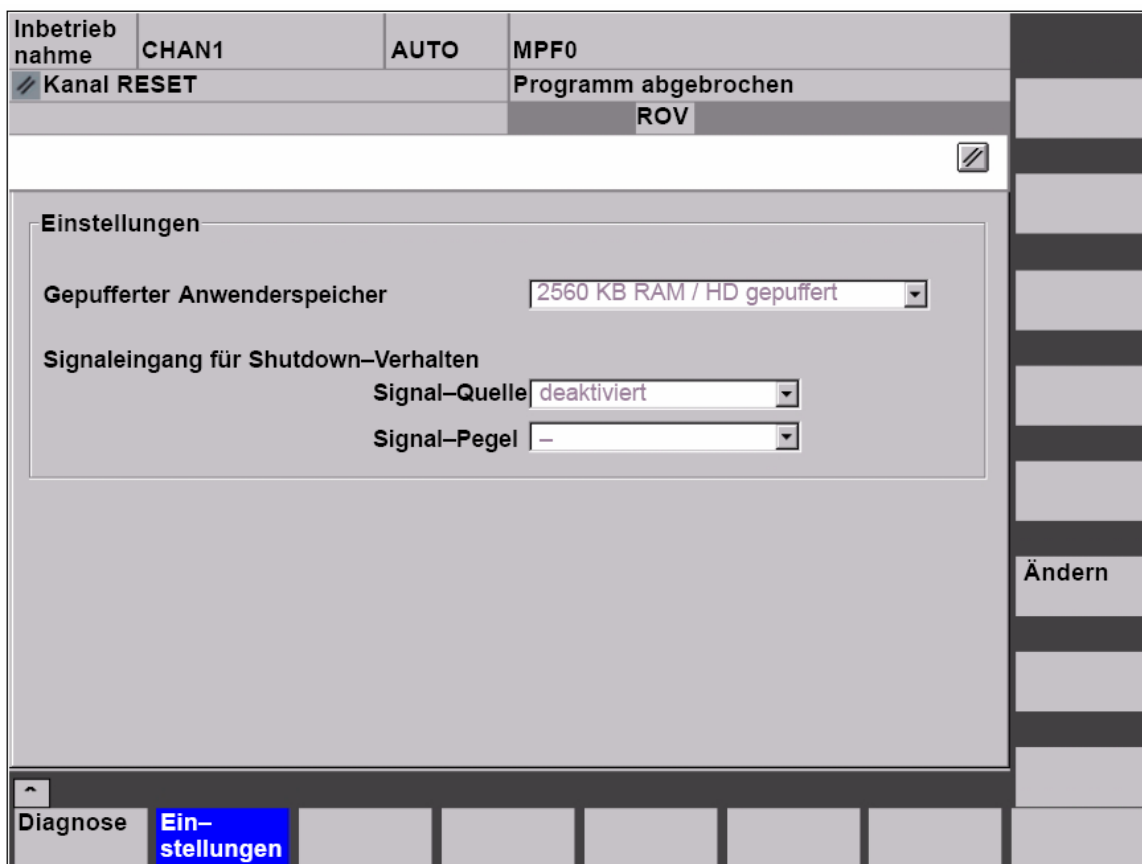 Inbetrieb
nahme
CHAN1
AUTO
MPF0
Kanal RESET
Programm abgebrochen
ROV
Einstellungen
Gepufferter Anwenderspeicher
2560 KB RAM / HD gepuffert
Signaleingang für Shutdown–Verhalten
Signal–Quelle
deaktiviert
Signal–Pegel
–
Ändern
Diagnose
Ein–
stellungen